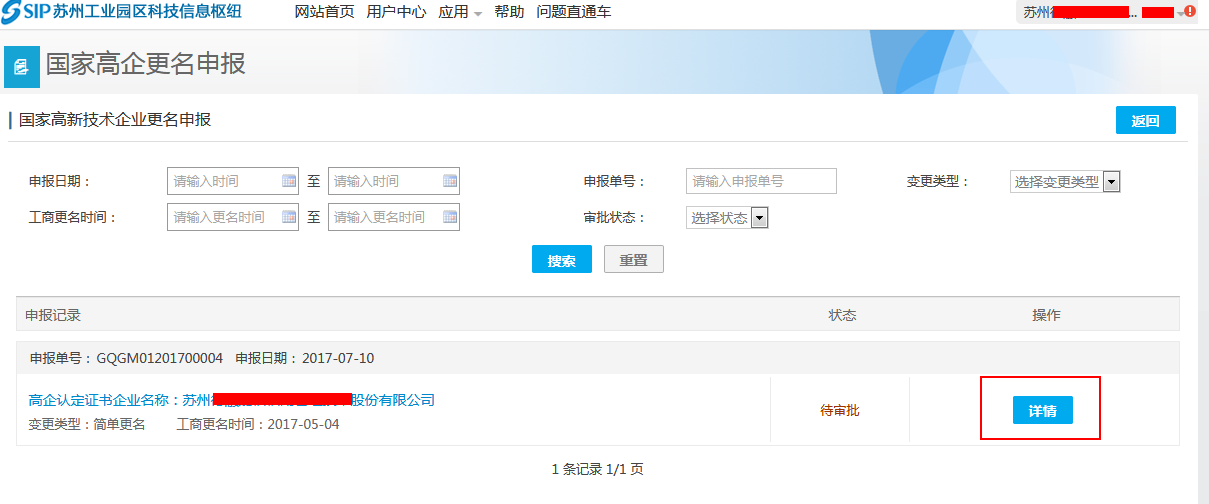 SIP 苏州工业园区科技信息枢纽 网站首页 用户中心 应用 帮助 问题直通车 苏州 ...
国家高企更名申报
国家高新技术企业更名申报 返回
申报日期： 请输入时间 至 请输入时间 申报单号： 请输入申报单号 变更类型： 选择变更类型
工商更名时间： 请输入更名时间 至 请输入更名时间 审批状态： 选择状态
搜索 重置
申报记录 状态 操作
申报单号：GQGM01201700004 申报日期：2017-07-10
高企认定证书企业名称：苏州 股份有限公司
变更类型：简单更名 工商更名时间：2017-05-04
待审批 详情
1 条记录 1/1 页